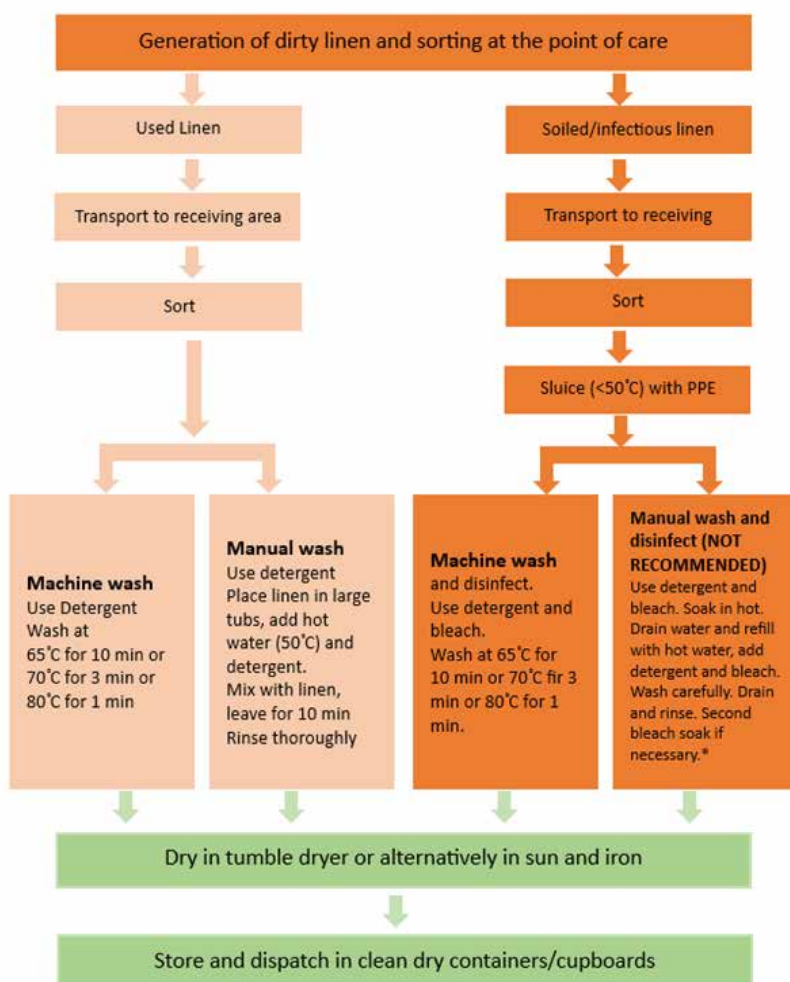 Generation of dirty linen and sorting at the point of care
Used Linen
Transport to receiving area
Sort
Soiled/infectious linen
Transport to receiving
Sort
Sluice (<50˚C) with PPE
Machine wash
Use Detergent
Wash at
65˚C for 10 min or
70˚C for 3 min or
80˚C for 1 min
Manual wash
Use detergent
Place linen in large
tubs, add hot
water (50˚C) and
detergent.
Mix with linen,
leave for 10 min
Rinse thoroughly
Machine wash
and disinfect.
Use detergent and
bleach.
Wash at 65˚C for
10 min or 70˚C fir 3
min or 80˚C for 1
min.
Manual wash and
disinfect (NOT
RECOMMENDED)
Use detergent and
bleach. Soak in hot.
Drain water and refill
with hot water, add
detergent and bleach.
Wash carefully. Drain
and rinse. Second
bleach soak if
necessary.*
Dry in tumble dryer or alternatively in sun and iron
Store and dispatch in clean dry containers/cupboards